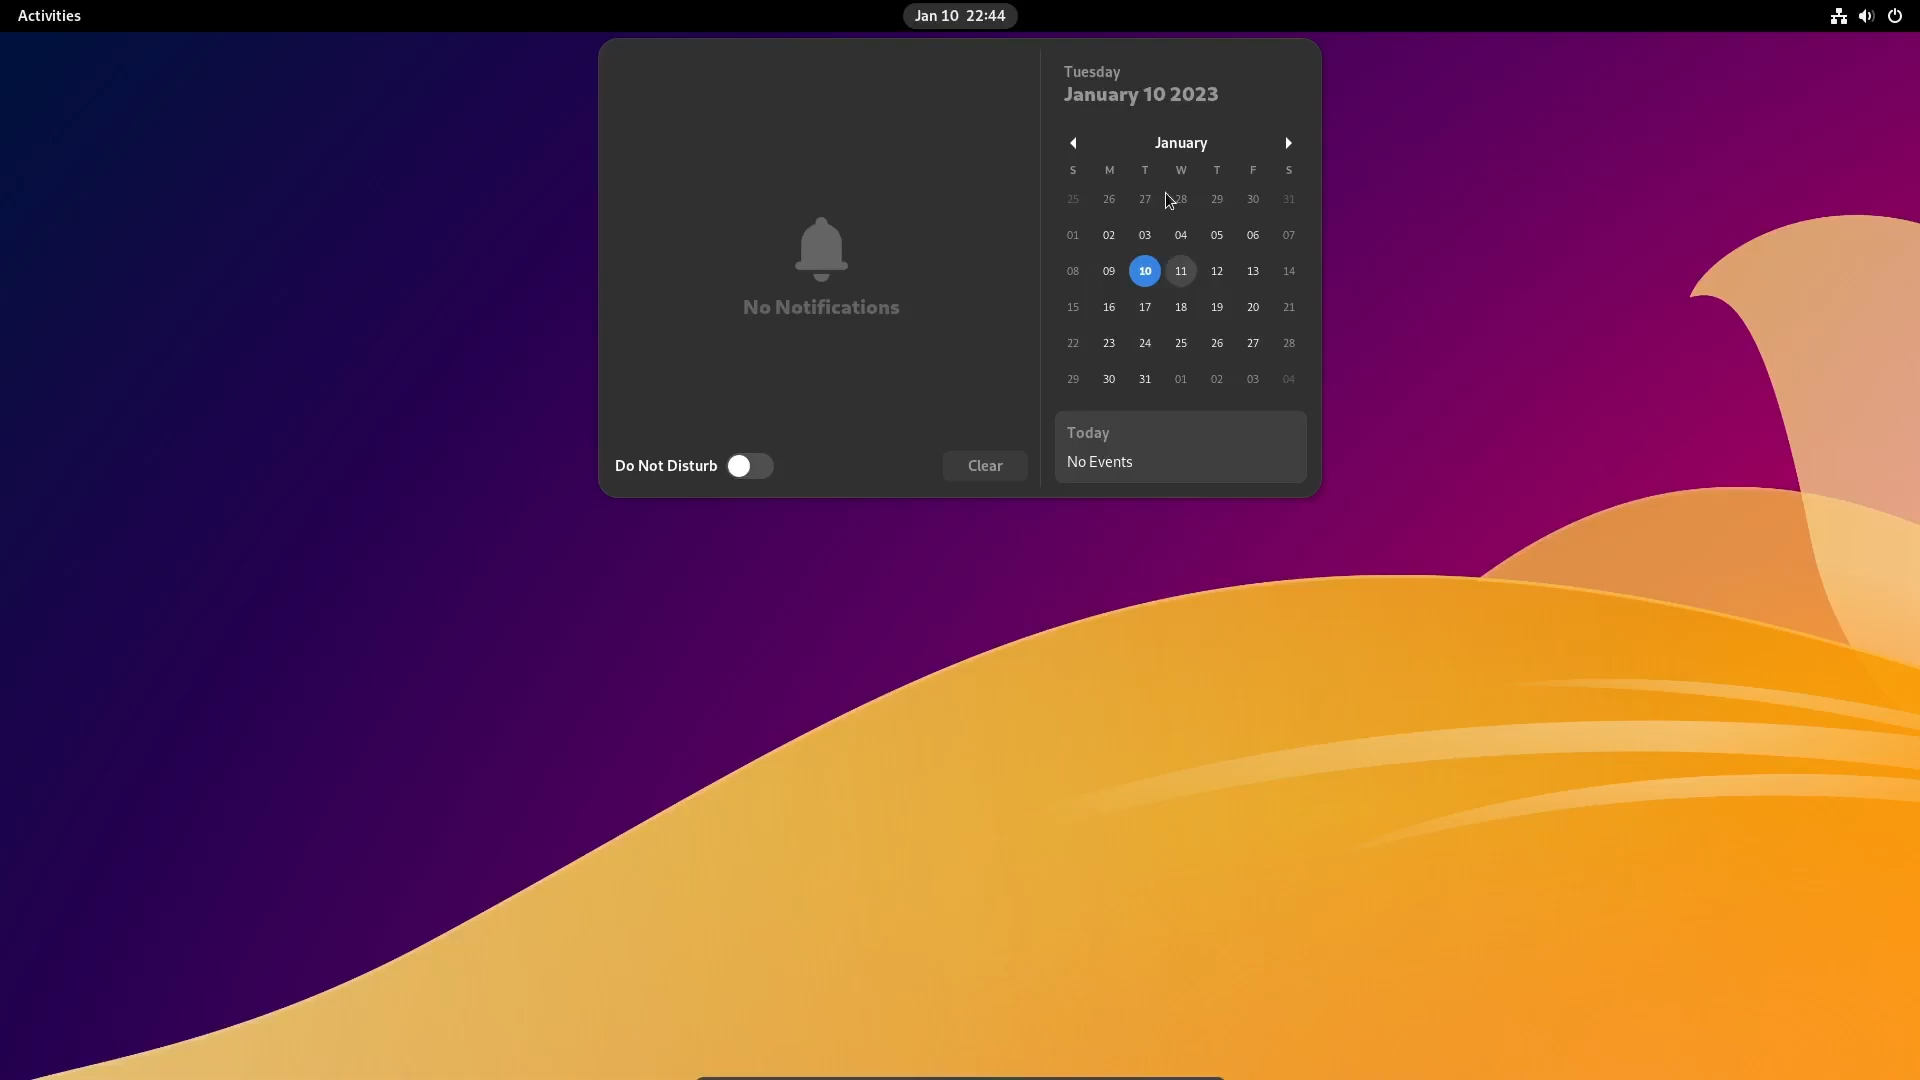 Activities
Jan 10 22:44
No Notifications
Do Not Disturb
Clear
Tuesday
January 10 2023
January
S M T W T F S
25 26 27 28 29 30 31
01 02 03 04 05 06 07
08 09 10 11 12 13 14
15 16 17 18 19 20 21
22 23 24 25 26 27 28
29 30 31 01 02 03 04
Today
No Events